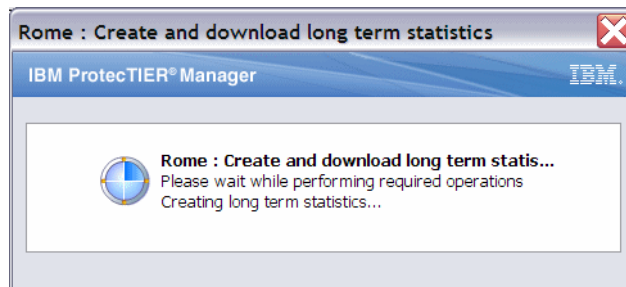 Rome : Create and download long term statistics
IBM ProtecTIER® Manager
IBM.
Rome : Create and download long term statis...
Please wait while performing required operations
Creating long term statistics...